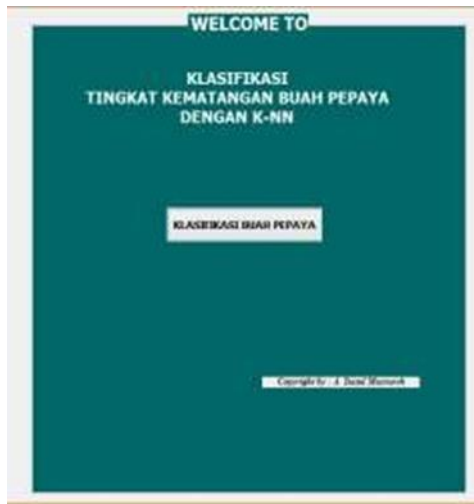 WELCOME TO
KLASIFIKASI
TINGKAT KEMATANGAN BUAH PEPAYA
DENGAN K-NN
KLASIFIKASI BUAH PEPAYA
Copyright by : A.